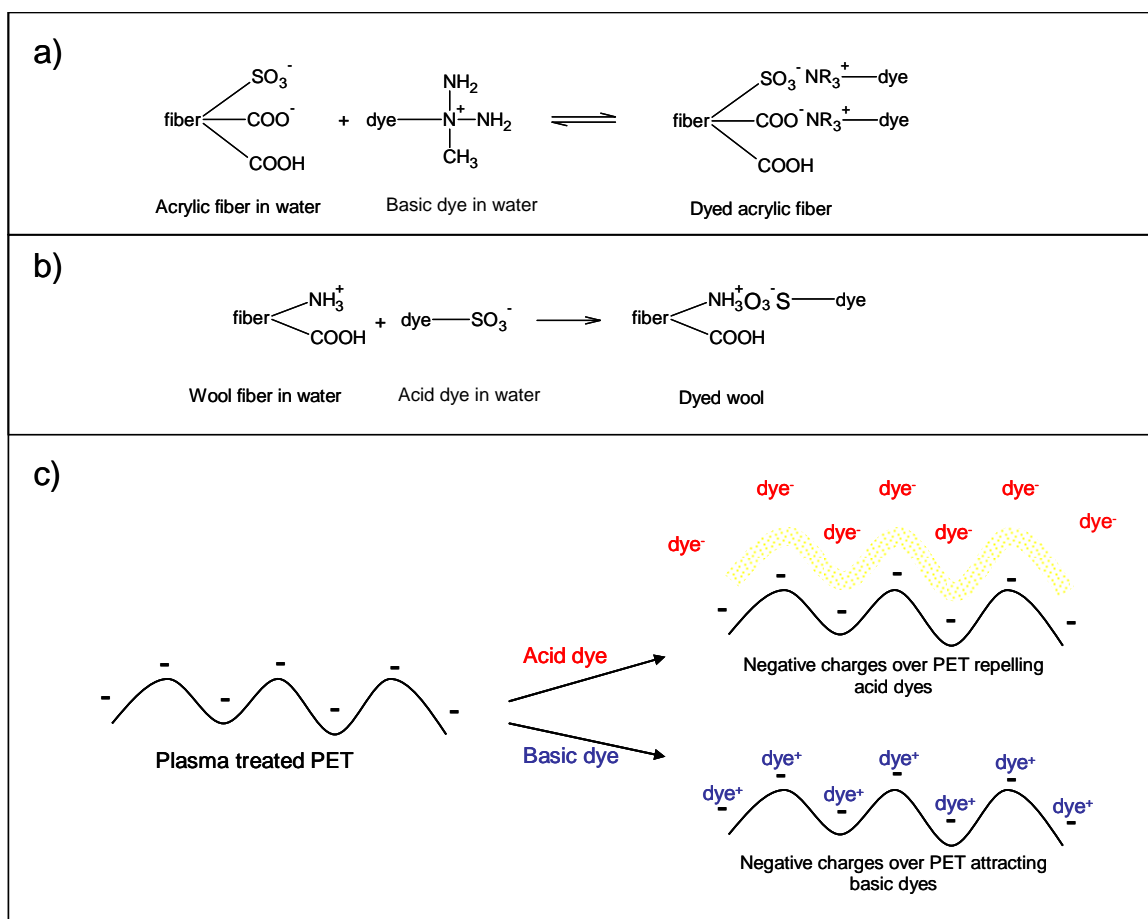 a)
SO3- NH2 SO3- NR3+ dye
fiber COO- + dye N+ NH2 fiber COO- NR3+ dye
COOH CH3 COOH
Acrylic fiber in water Basic dye in water Dyed acrylic fiber
b)
NH3+ NH3+ O3-S dye
fiber + dye SO3- fiber
COOH COOH
Wool fiber in water Acid dye in water Dyed wool
c)
dye- dye- dye-
dye- dye- dye- dye-
- - -
- - - -
Acid dye
Negative charges over PET repelling
acid dyes
- - -
- - - -
Plasma treated PET
Basic dye
dye+ dye+ dye+
- - -
dye+ dye+ dye+ dye+
- - - -
Negative charges over PET attracting
basic dyes